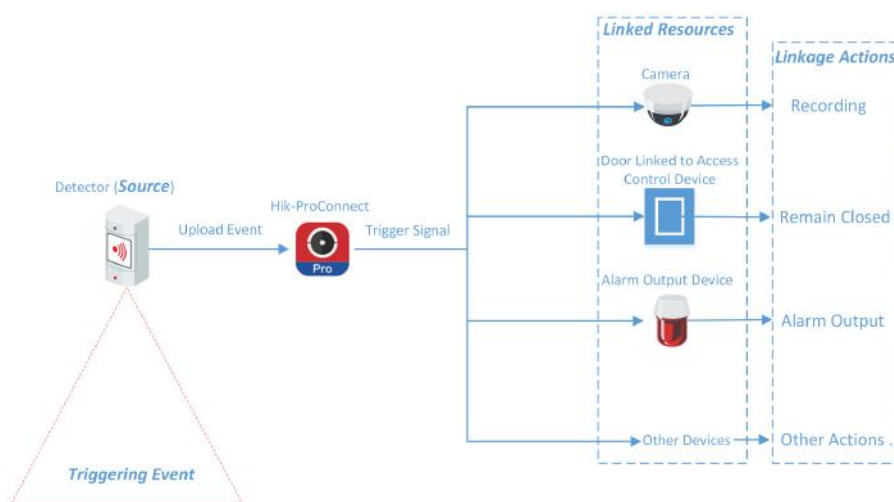 Linked Resources
Linkage Actions
Camera
Recording
Door Linked to Access
Control Device
Detector (Source)
Hik-ProConnect
Upload Event
Trigger Signal
Remain Closed
Pro
Alarm Output Device
Alarm Output
Other Devices
Other Actions .
Triggering Event